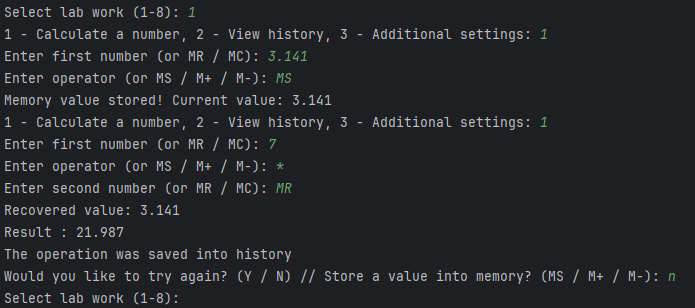 Select lab work (1-8): 1
1 - Calculate a number, 2 - View history, 3 - Additional settings: 1
Enter first number (or MR / MC): 3.141
Enter operator (or MS / M+ / M-): MS
Memory value stored! Current value: 3.141
1 - Calculate a number, 2 - View history, 3 - Additional settings: 1
Enter first number (or MR / MC): 7
Enter operator (or MS / M+ / M-): *
Enter second number (or MR / MC): MR
Recovered value: 3.141
Result : 21.987
The operation was saved into history
Would you like to try again? (Y / N) // Store a value into memory? (MS / M+ / M-): n
Select lab work (1-8):